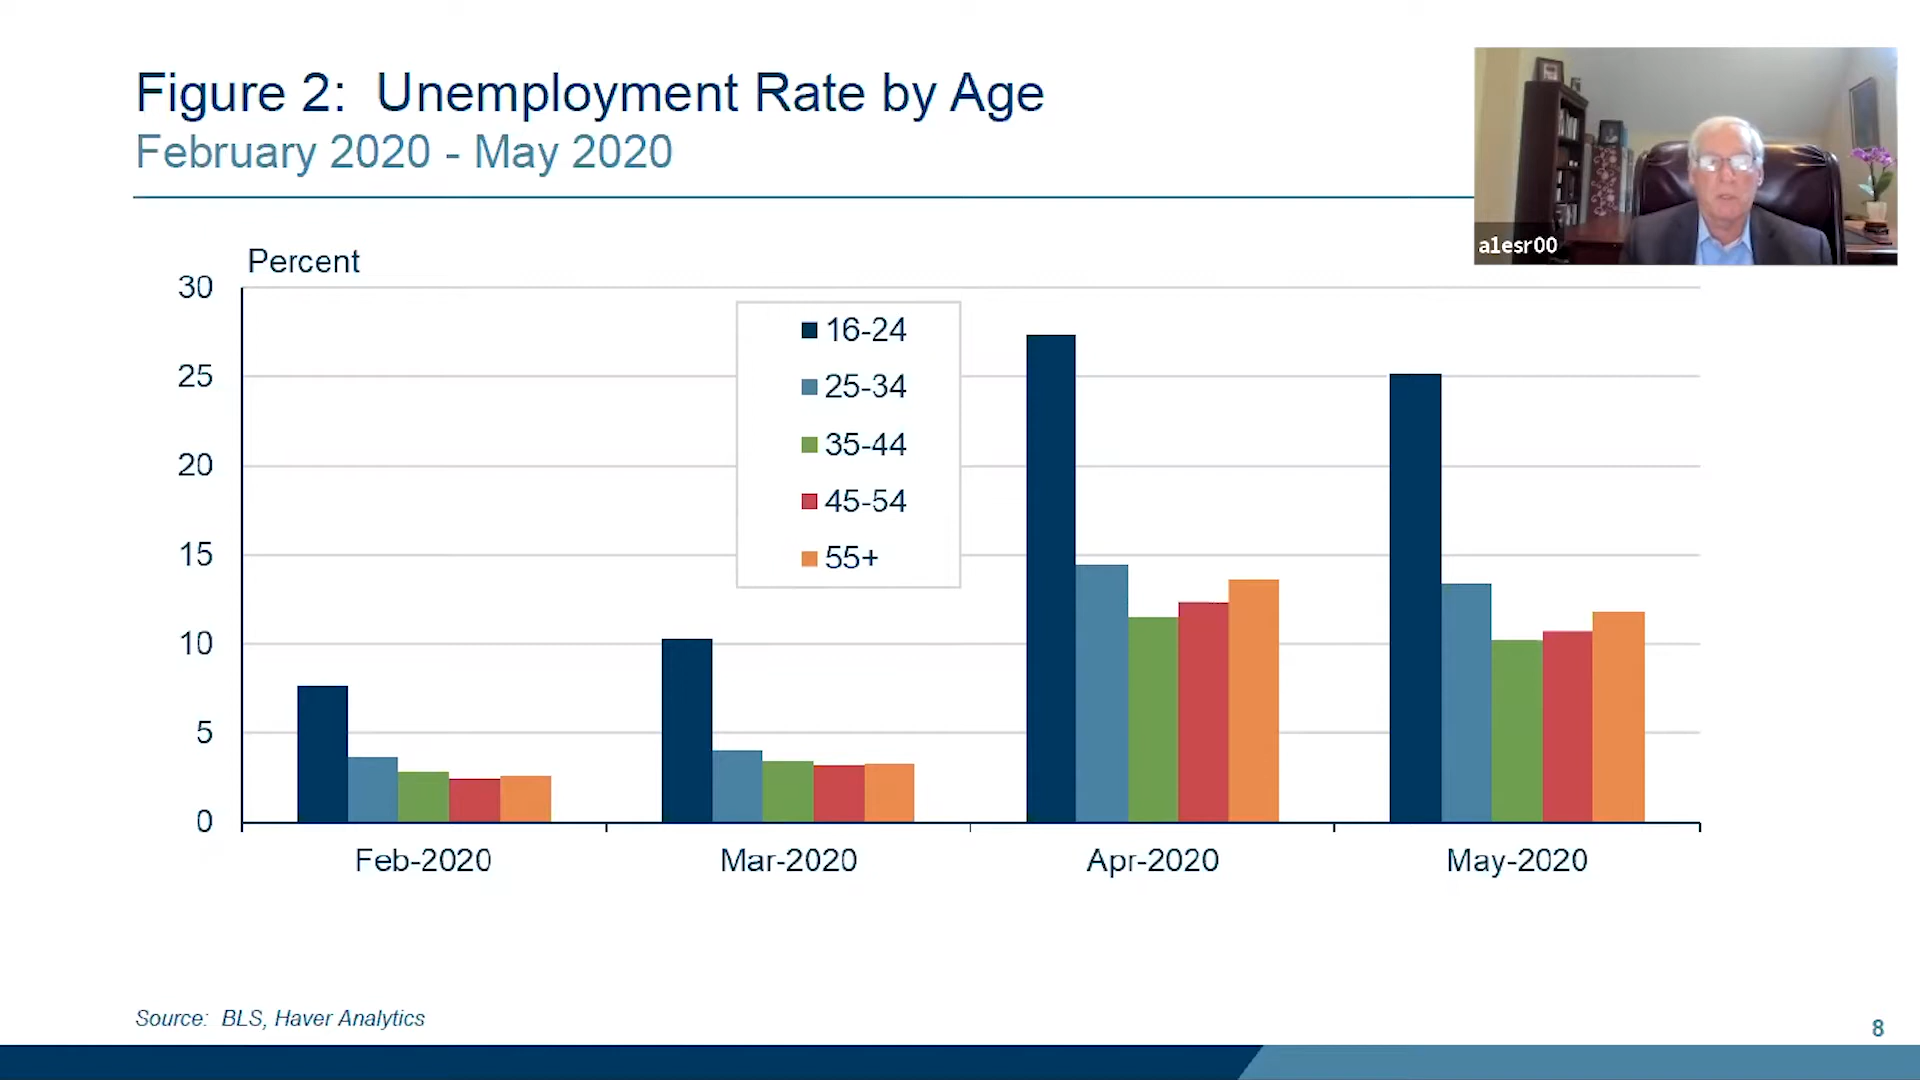 Figure 2: Unemployment Rate by Age
February 2020 - May 2020
alesr00
Percent
30
25
20
15
10
5
0
16-24
25-34
35-44
45-54
55+
Feb-2020
Mar-2020
Apr-2020
May-2020
Source: BLS, Haver Analytics
8